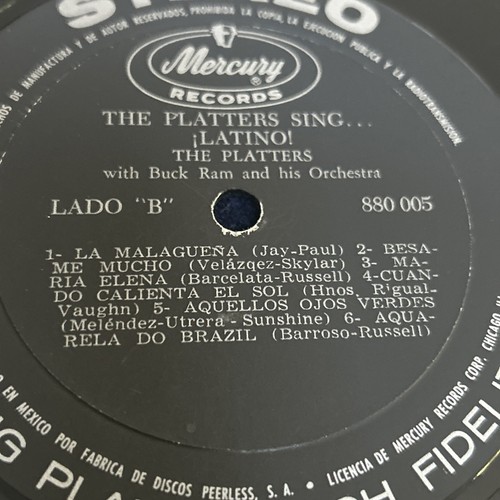 STEREO
DE MANUFACTURA Y DE AUTOR RESERVADOS, PROHIBIDA LA COPIA, LA EJECUCION PUBLICA Y LA RADIOTRANSMISION
Mercury
RECORDS
THE PLATTERS SING...
¡LATINO!
THE PLATTERS
with Buck Ram and his Orchestra
LADO "B"
880 005
1- LA MALAGUEÑA (Jay-Paul) 2- BESA-
ME MUCHO (Velázqez-Skylar) 3- MA-
RIA ELENA (Barcelata-Russell) 4-CUAN-
DO CALIENTA EL SOL (Hnos Rigual-
Vaughn) 5- AQUELLOS OJOS VERDES
(Meléndez-Utrera-Sunshine) 6- AQUA-
RELA DO BRAZIL (Barroso-Russell)
EN MEXICO POR FABRICA DE DISCOS PEERLESS, S. A. • LICENCIA DE MERCURY RECORDS CORP. CHICAGO
HIGH FIDELI